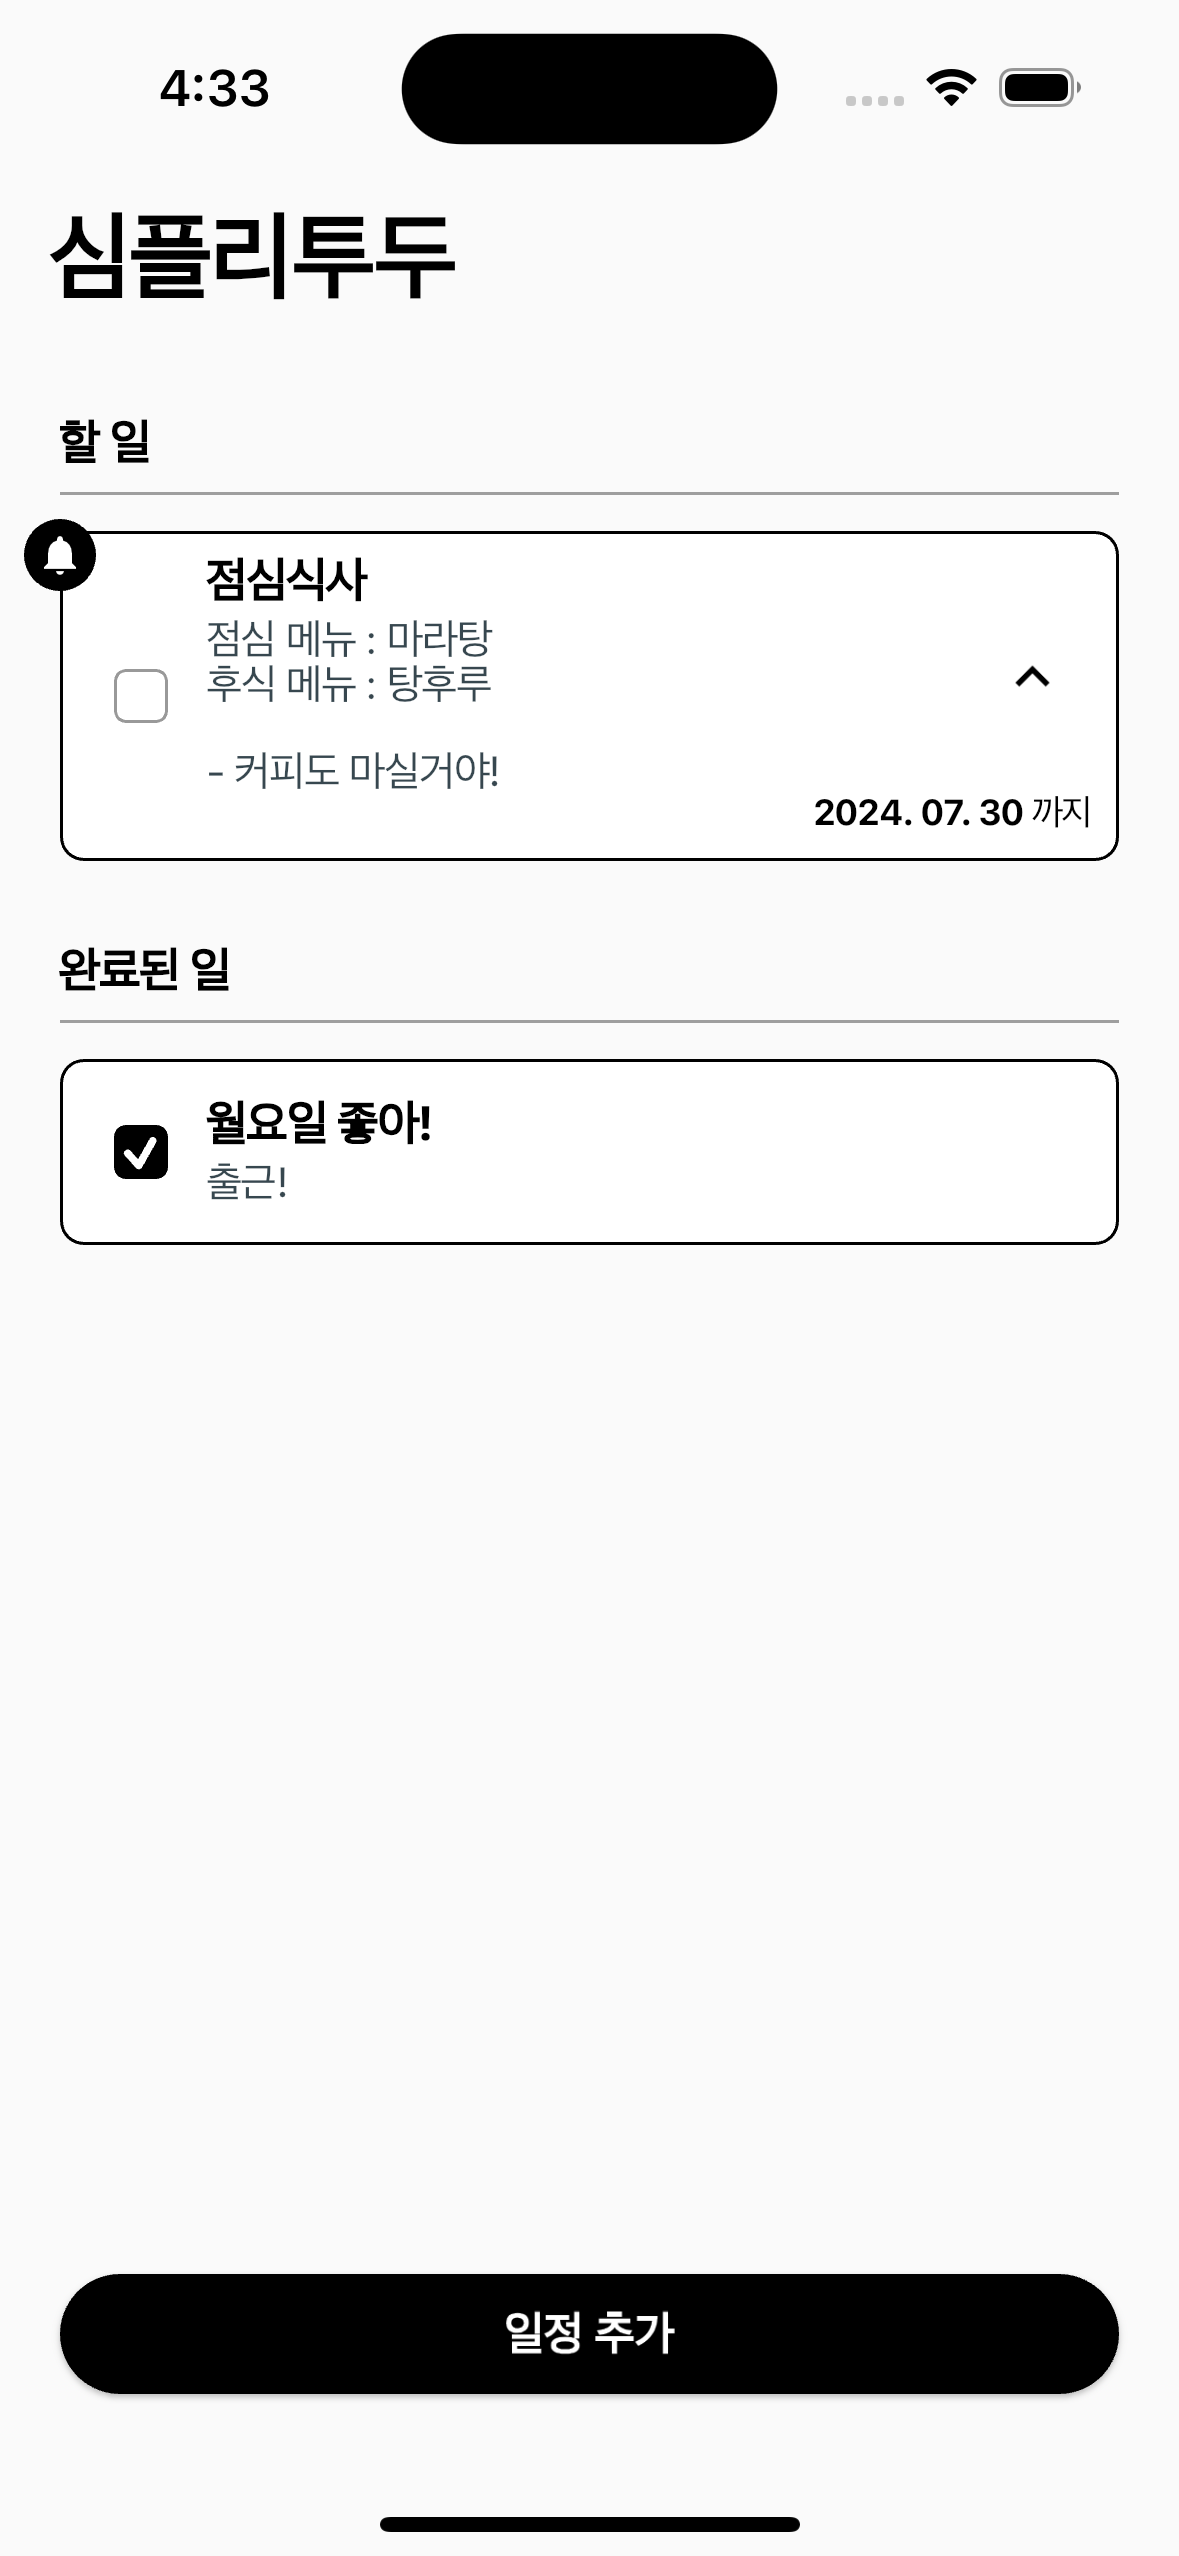 4:33
심플리투두
할 일
점심식사
점심 메뉴 : 마라탕
후식 메뉴 : 탕후루
- 커피도 마실거야!
2024. 07. 30 까지
완료된 일
월요일 좋아!
출근!
일정 추가